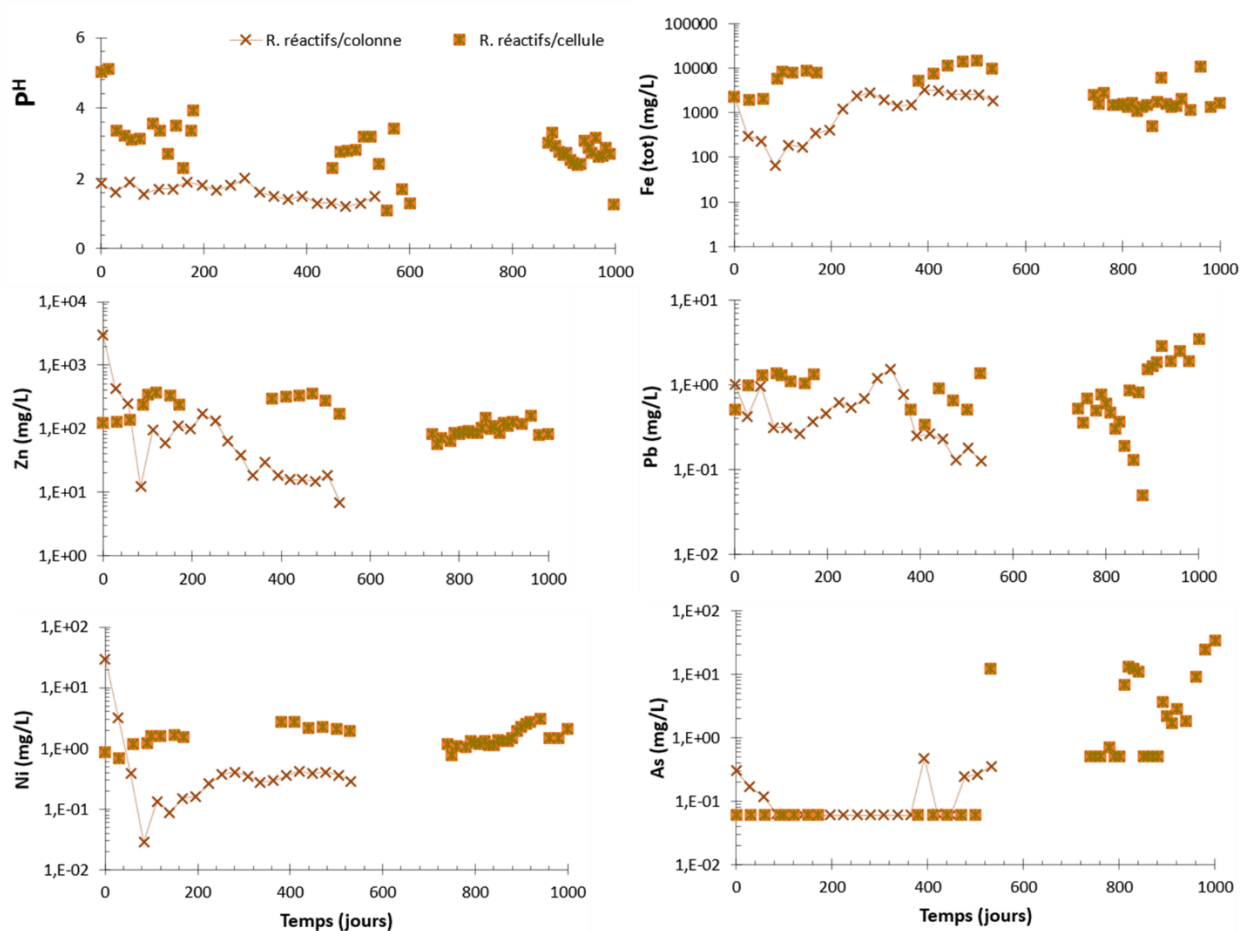 R. réactifs/colonne R. réactifs/cellule
PH
6
4
2
0
0 200 400 600 800 1000
Fe (tot) (mg/L)
100000
10000
1000
100
10
1
0 200 400 600 800 1000
Zn (mg/L)
1,E+04
1,E+03
1,E+02
1,E+01
1,E+00
0 200 400 600 800 1000
Pb (mg/L)
1,E+01
1,E+00
1,E-01
1,E-02
0 200 400 600 800 1000
Ni (mg/L)
1,E+02
1,E+01
1,E+00
1,E-01
1,E-02
0 200 400 600 800 1000
Temps (jours)
As (mg/L)
1,E+02
1,E+01
1,E+00
1,E-01
1,E-02
0 200 400 600 800 1000
Temps (jours)